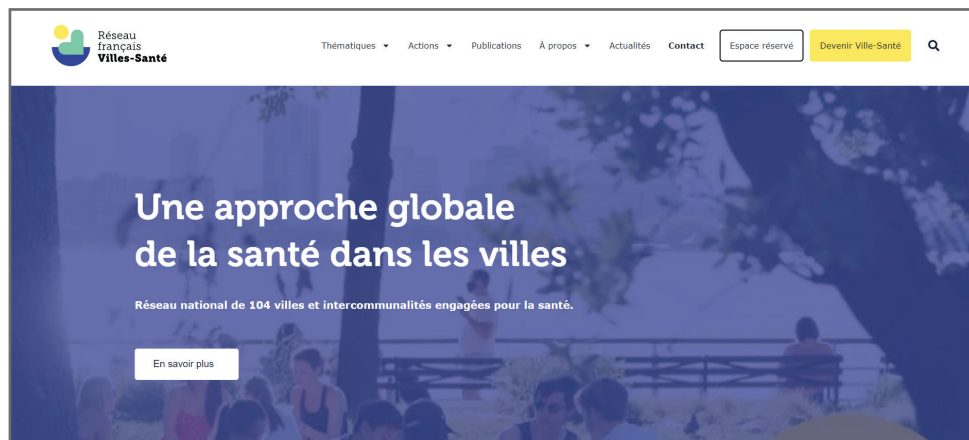 Réseau
français
Villes-Santé
Thématiques Actions Publications À propos Actualités Contact Espace réservé Devenir Ville-Santé
Une approche globale
de la santé dans les villes
Réseau national de 104 villes et intercommunalités engagées pour la santé.
En savoir plus